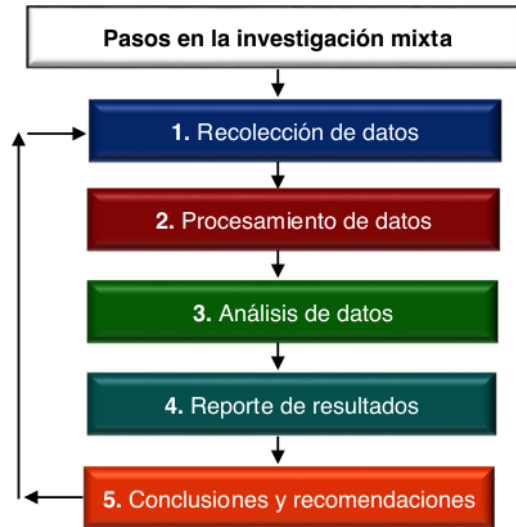 Pasos en la investigación mixta
1. Recolección de datos
2. Procesamiento de datos
3. Análisis de datos
4. Reporte de resultados
5. Conclusiones y recomendaciones